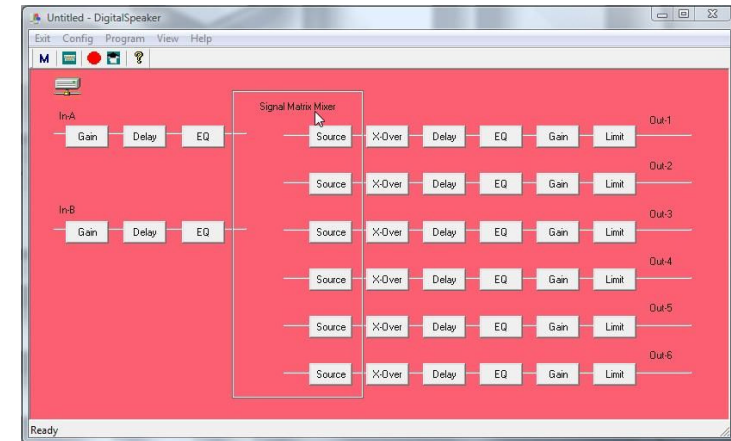 Untitled - DigitalSpeaker
Exit Config Program View Help
M ?
Signal Matrix Mixer
In-A
Out-1
Gain Delay EQ Source X-Over Delay EQ Gain Limit
Out-2
Source X-Over Delay EQ Gain Limit
In-B
Out-3
Gain Delay EQ Source X-Over Delay EQ Gain Limit
Out-4
Source X-Over Delay EQ Gain Limit
Out-5
Source X-Over Delay EQ Gain Limit
Out-6
Source X-Over Delay EQ Gain Limit
Ready